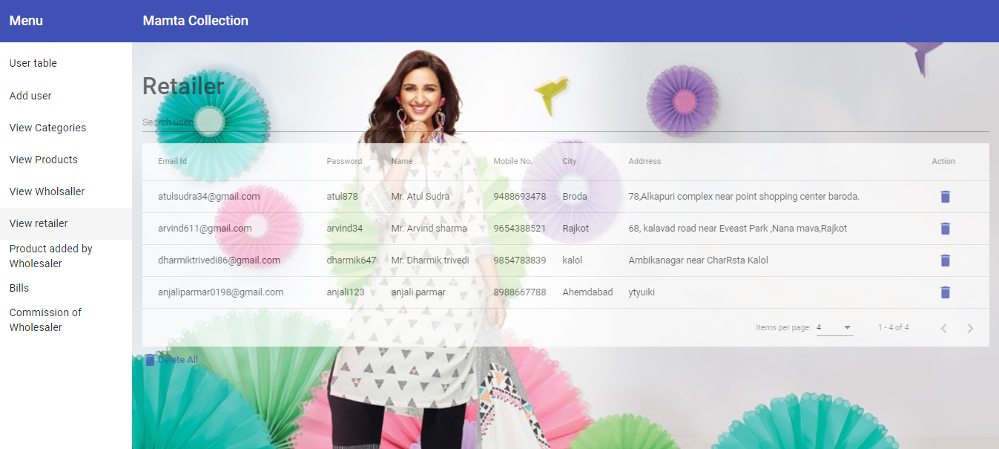 Menu
Mamta Collection
User table
Add user
View Categories
View Products
View Wholsaller
View retailer
Product added by
Wholesaler
Bills
Commission of
Wholesaler
Retailer
Search user
Email Id Password Name Mobile No. City Addrress Action
atulsudra34@gmail.com atul878 Mr. Atul Sudra 9488693478 Broda 78,Alkapuri complex near point shopping center baroda.
arvind611@gmail.com arvind34 Mr. Arvind sharma 9654388521 Rajkot 68, kalavad road near Eveast Park ,Nana mava,Rajkot
dharmiktrivedi86@gmail.com dharmik647 Mr. Dharmik trivedi 9854783839 kalol Ambikanagar near CharRsta Kalol
anjaliparmar0198@gmail.com anjali123 anjali parmar 8988667788 Ahemdabad ytyuiki
Items per page: 4 1 - 4 of 4
Delete All